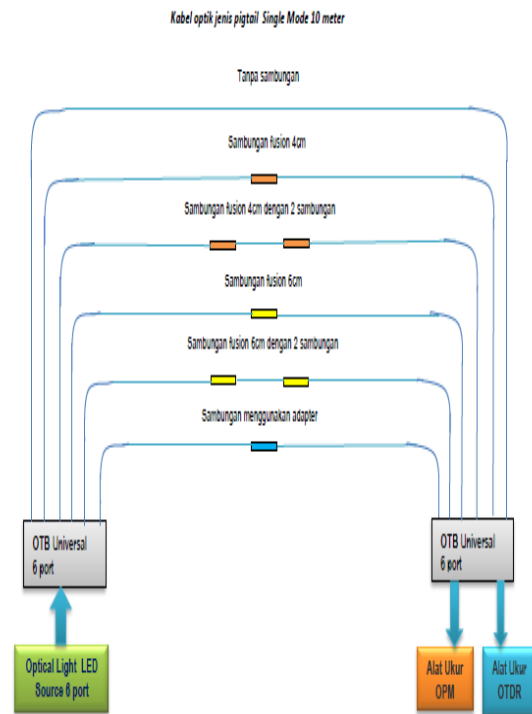 Kabel optik jenis pigtail Single Mode 10 meter
Tanpa sambungan
Sambungan fusion 4cm
Sambungan fusion 4cm dengan 2 sambungan
Sambungan fusion 6cm
Sambungan fusion 6cm dengan 2 sambungan
Sambungan menggunakan adapter
OTB Universal
6 port
OTB Universal
6 port
Optical Light LED
Source 6 port
Alat Ukur
OPM
Alat Ukur
OTDR